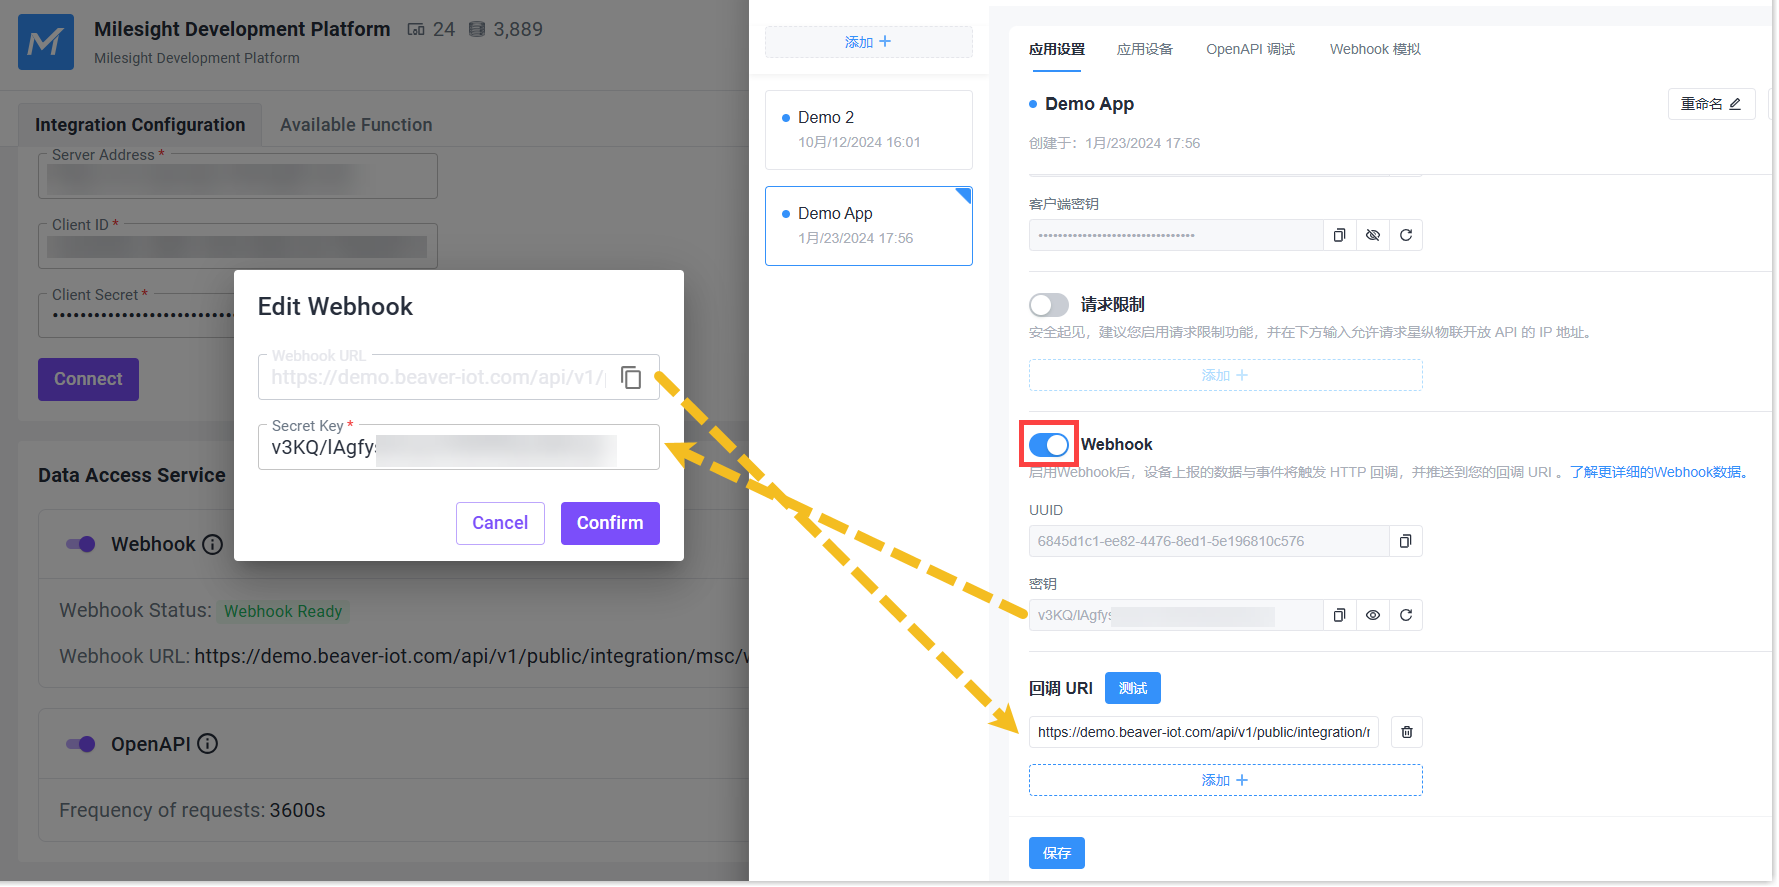 Milesight Development Platform 24 3,889
Milesight Development Platform
Integration Configuration Available Function
Server Address *
Client ID *
Client Secret *
••••••••••••••••••••••••••
Connect
Data Access Service
Webhook
Webhook Status: Webhook Ready
Webhook URL: https://demo.beaver-iot.com/api/v1/public/integration/msc/
OpenAPI
Frequency of requests: 3600s
Edit Webhook
Webhook URL
https://demo.beaver-iot.com/api/v1/
Secret Key *
v3KQ/lAgfy
Cancel Confirm
添加 +
Demo 2
10月/12/2024 16:01
Demo App
1月/23/2024 17:56
应用设置 应用设备 OpenAPI 调试 Webhook 模拟
Demo App 重命名
创建于: 1月/23/2024 17:56
客户端密钥
••••••••••••••••••••••••••••••••
请求限制
安全起见，建议您启用请求限制功能，并在下方输入允许请求星纵物联开放 API 的 IP 地址。
添加 +
Webhook
启用Webhook后，设备上报的数据与事件将触发 HTTP 回调，并推送到您的回调 URI 。了解更详细的Webhook数据。
UUID
6845d1c1-ee82-4476-8ed1-5e196810c576
密钥
v3KQ/lAgfys
回调 URI 测试
https://demo.beaver-iot.com/api/v1/public/integration/
添加 +
保存